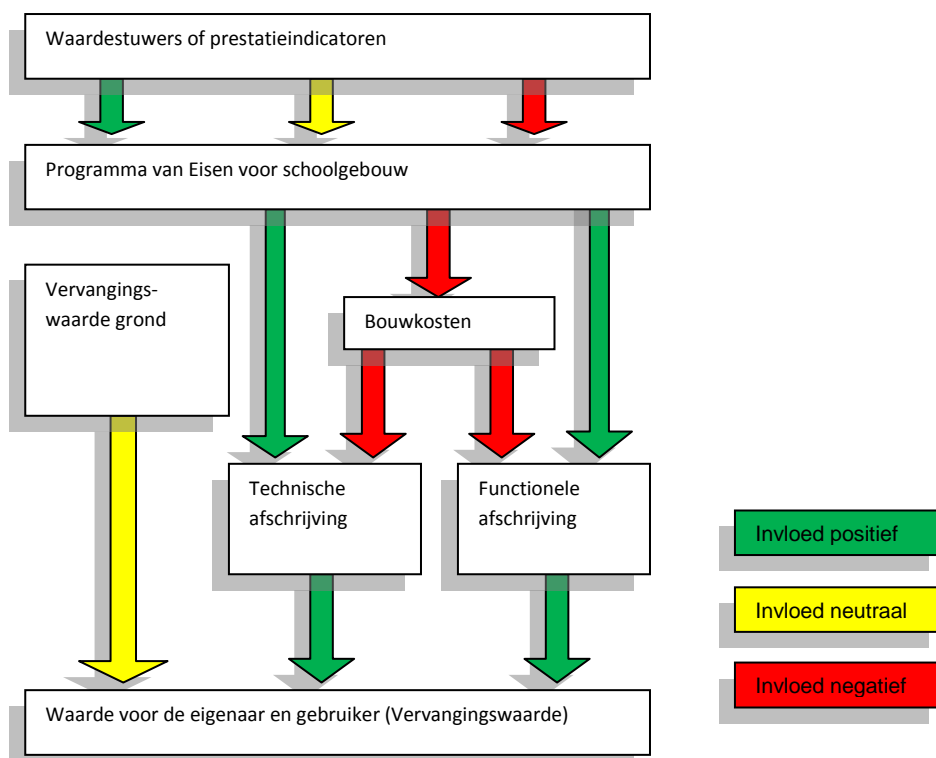 Waardestuwers of prestatieindicatoren
Programma van Eisen voor schoolgebouw
Vervangings-
waarde grond
Bouwkosten
Technische
afschrijving
Functionele
afschrijving
Invloed positief
Invloed neutraal
Invloed negatief
Waarde voor de eigenaar en gebruiker (Vervangingswaarde)